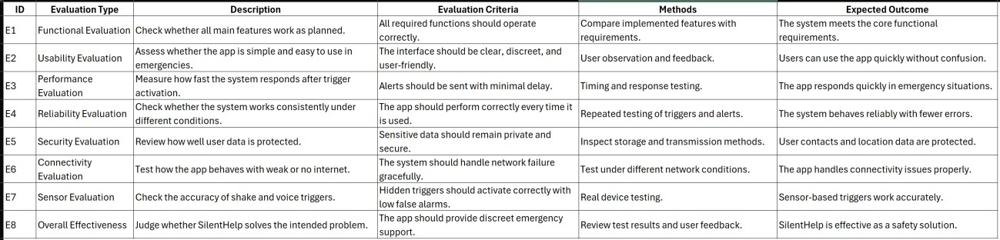 ID Evaluation Type Description Evaluation Criteria Methods Expected Outcome
E1 Functional Evaluation Check whether all main features work as planned. All required functions should operate correctly. Compare implemented features with requirements. The system meets the core functional requirements.
E2 Usability Evaluation Assess whether the app is simple and easy to use in emergencies. The interface should be clear, discreet, and user-friendly. User observation and feedback. Users can use the app quickly without confusion.
E3 Performance Evaluation Measure how fast the system responds after trigger activation. Alerts should be sent with minimal delay. Timing and response testing. The app responds quickly in emergency situations.
E4 Reliability Evaluation Check whether the system works consistently under different conditions. The app should perform correctly every time it is used. Repeated testing of triggers and alerts. The system behaves reliably with fewer errors.
E5 Security Evaluation Review how well user data is protected. Sensitive data should remain private and secure. Inspect storage and transmission methods. User contacts and location data are protected.
E6 Connectivity Evaluation Test how the app behaves with weak or no internet. The system should handle network failure gracefully. Test under different network conditions. The app handles connectivity issues properly.
E7 Sensor Evaluation Check the accuracy of shake and voice triggers. Hidden triggers should activate correctly with low false alarms. Real device testing. Sensor-based triggers work accurately.
E8 Overall Effectiveness Judge whether SilentHelp solves the intended problem. The app should provide discreet emergency support. Review test results and user feedback. SilentHelp is effective as a safety solution.